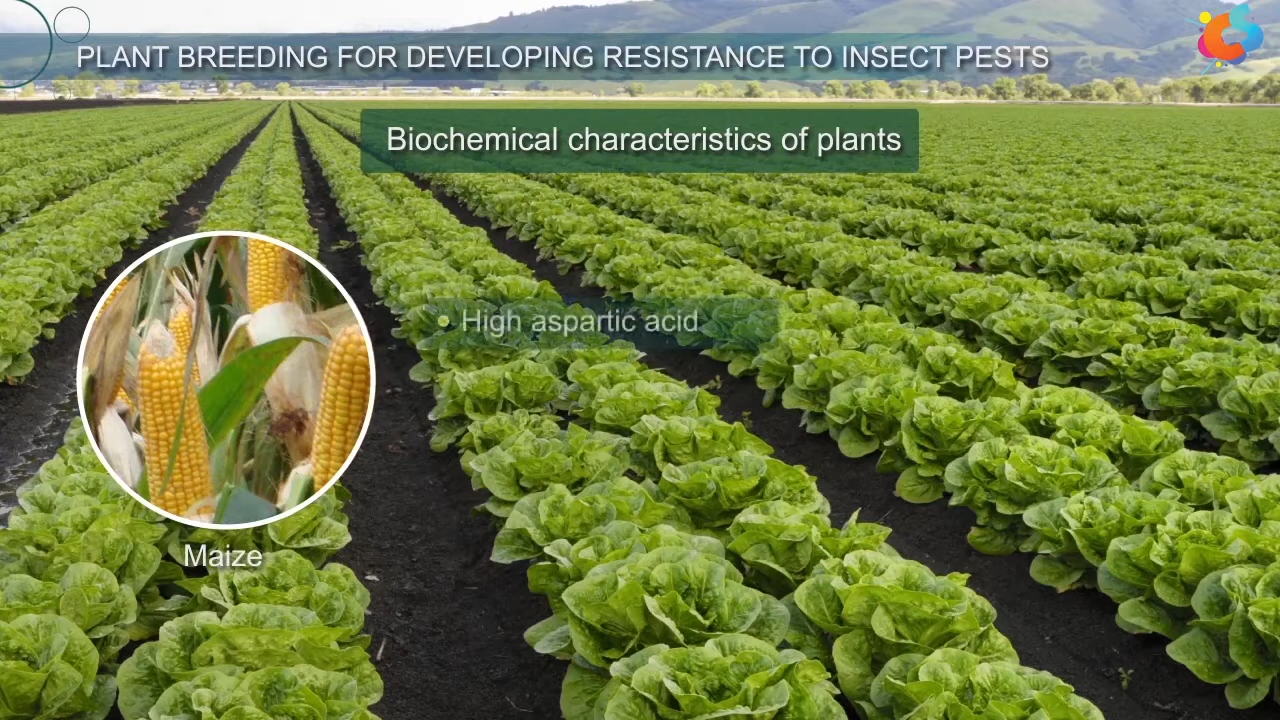 PLANT BREEDING FOR DEVELOPING RESISTANCE TO INSECT PESTS
Biochemical characteristics of plants
High aspartic acid
Maize